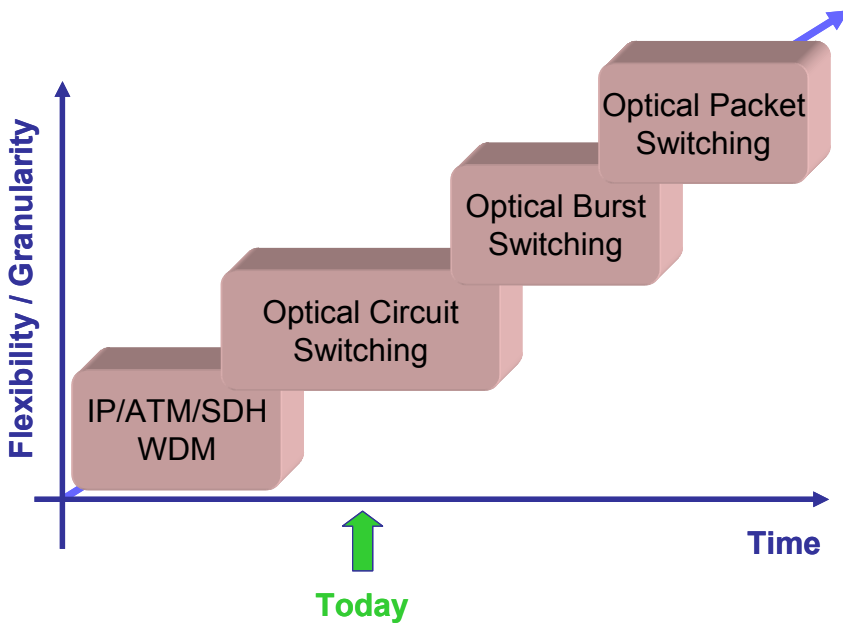 Optical Packet
Switching
Optical Burst
Switching
Optical Circuit
Switching
IP/ATM/SDH
WDM
Flexibility / Granularity
Time
Today